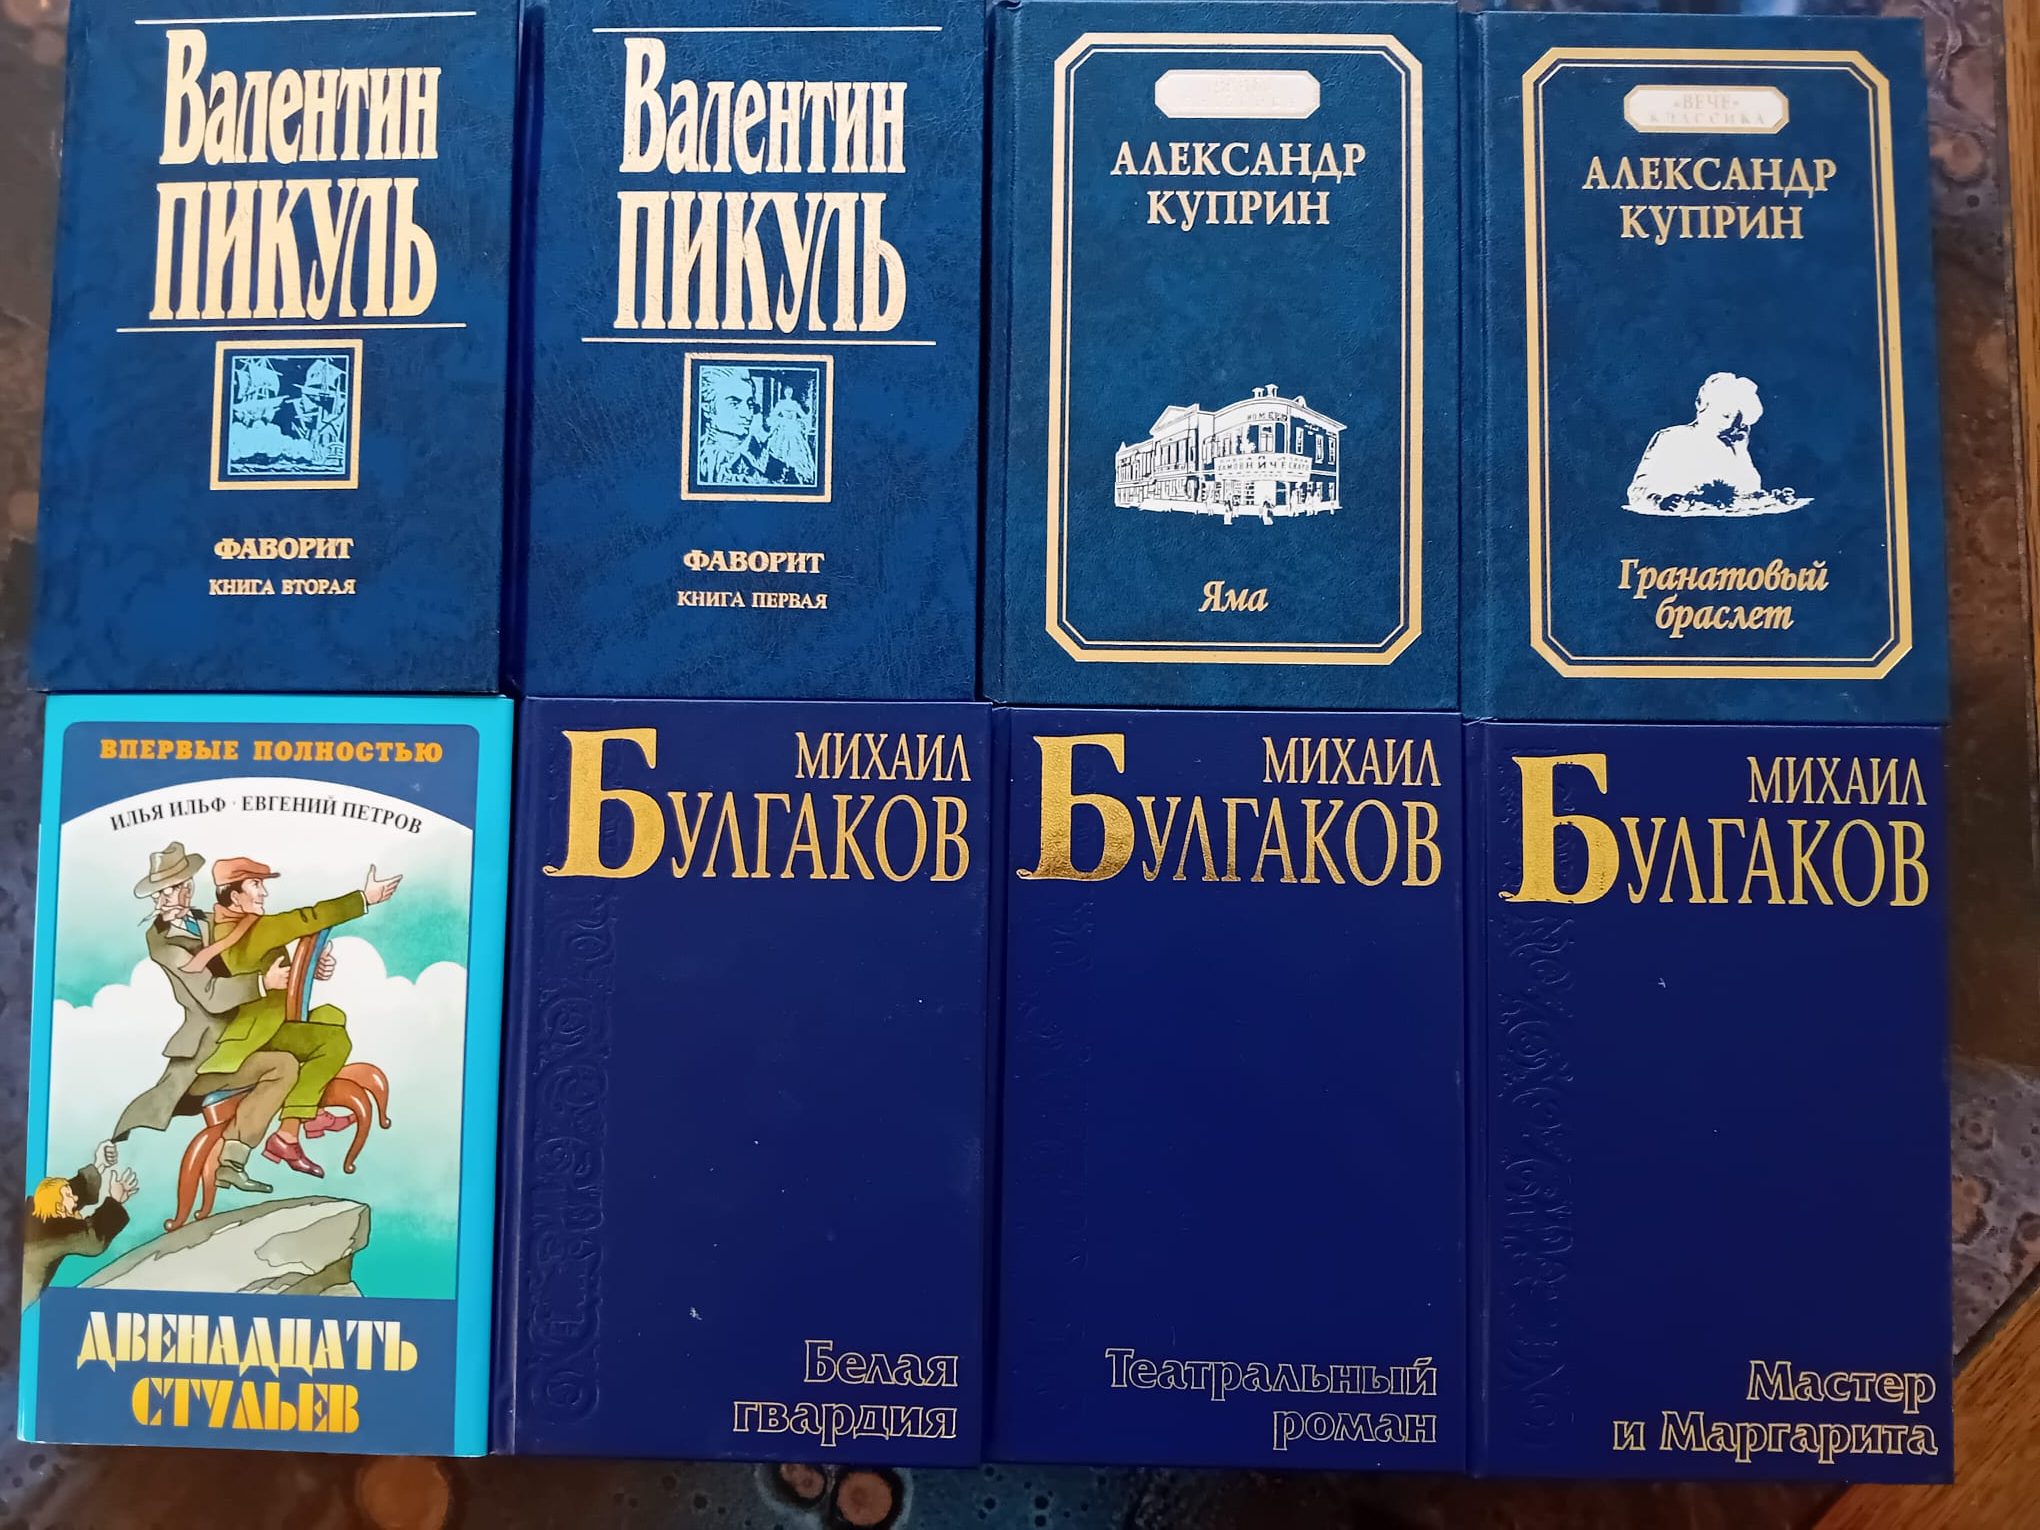 Валентин
ПИКУЛЬ
ФАВОРИТ
КНИГА ВТОРАЯ
Валентин
ПИКУЛЬ
ФАВОРИТ
КНИГА ПЕРВАЯ
АЛЕКСАНДР
КУПРИН
НОМЕР
Яма
«ВЕЧЕ»
КЛАССИКА
АЛЕКСАНДР
КУПРИН
Гранатовый
браслет
ВПЕРВЫЕ ПОЛНОСТЬЮ
ИЛЬЯ ИЛЬФ · ЕВГЕНИЙ ПЕТРОВ
ДВЕНАДЦАТЬ
СТУЛЬЕВ
МИХАИЛ
БУЛГАКОВ
Белая
гвардия
МИХАИЛ
БУЛГАКОВ
Театральный
роман
МИХАИЛ
БУЛГАКОВ
Мастер
и Маргарита